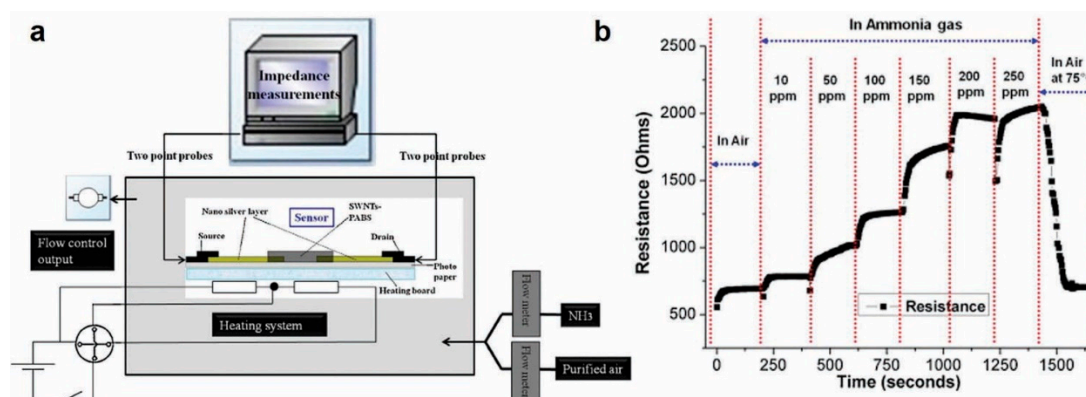 a
Impedance
measurements
Two point probes
Two point probes
Flow control
output
Nano silver layer
Sensor
SWNTs-
PABS
Source
Drain
Photo
paper
Heating board
Heating system
Flow meter
NH3
Flow meter
Purified air
b
In Ammonia gas
2500
2000
1500
1000
500
Resistance (Ohms)
In Air
10
ppm
50
ppm
100
ppm
150
ppm
200
ppm
250
ppm
In Air
at 75°
Resistance
0
250
500
750
1000
1250
1500
Time (seconds)